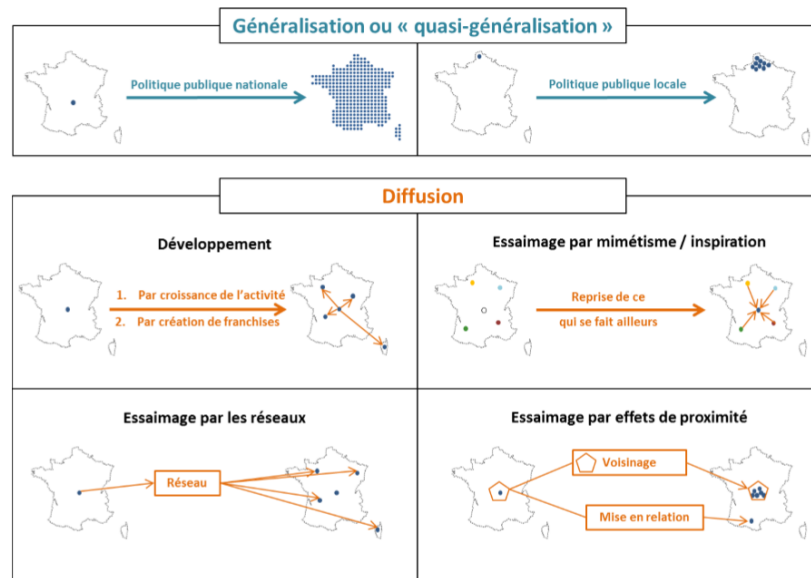 Généralisation ou « quasi-généralisation »
Politique publique nationale
Politique publique locale
Diffusion
Développement
1. Par croissance de l'activité
2. Par création de franchises
Essaimage par mimétisme / inspiration
Reprise de ce
qui se fait ailleurs
Essaimage par les réseaux
Réseau
Essaimage par effets de proximité
Voisinage
Mise en relation